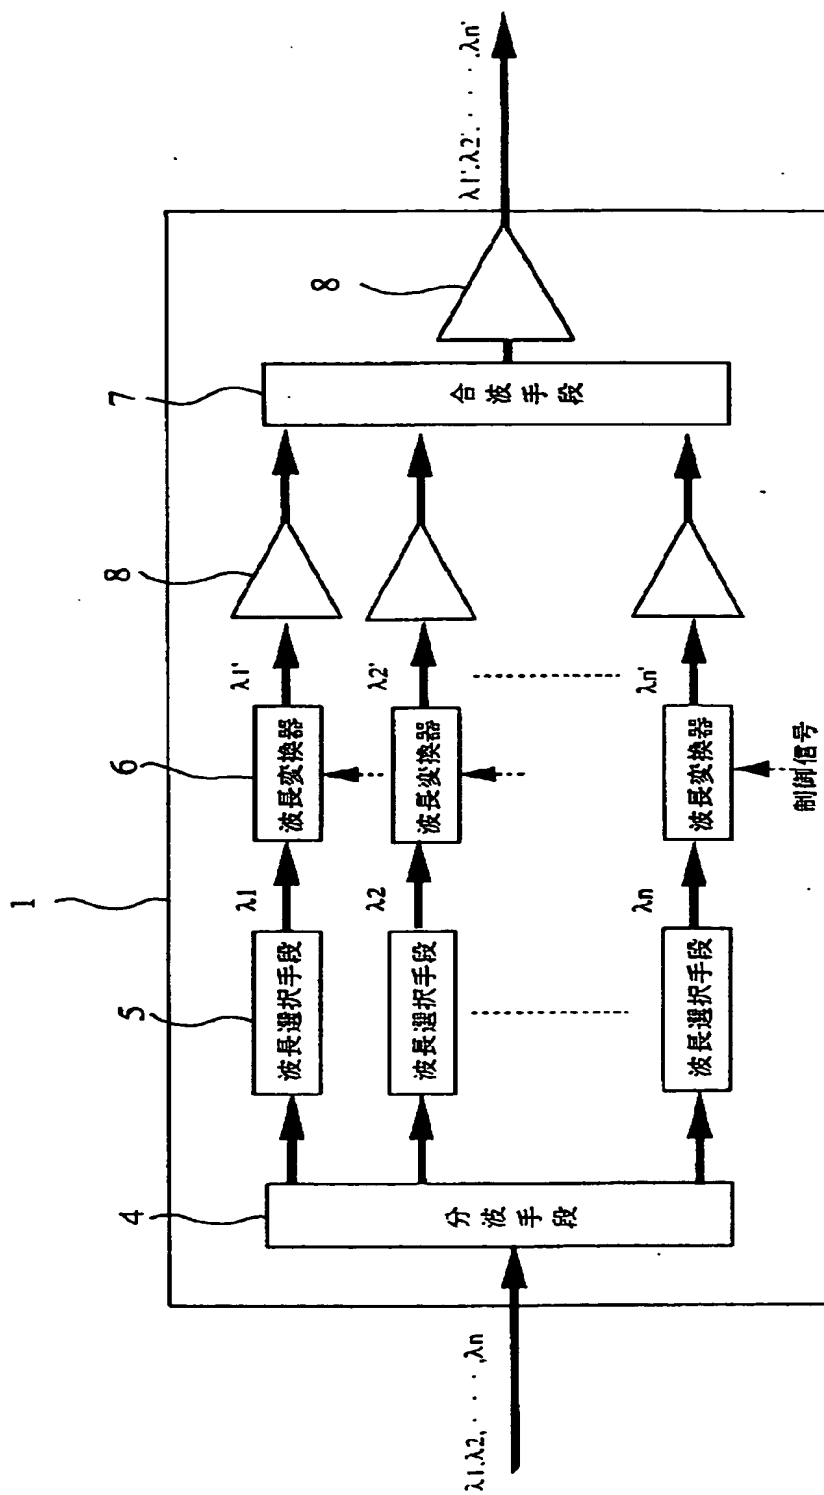 λ1,λ2,・・・,λn
4
分波手段
1
5
波長選択手段
λ1
6
波長変換器
λ1'
8
波長選択手段
λ2
波長変換器
λ2'
波長選択手段
λn
波長変換器
λn'
制御信号
7
合波手段
8
λ1',λ2',・・・,λn'